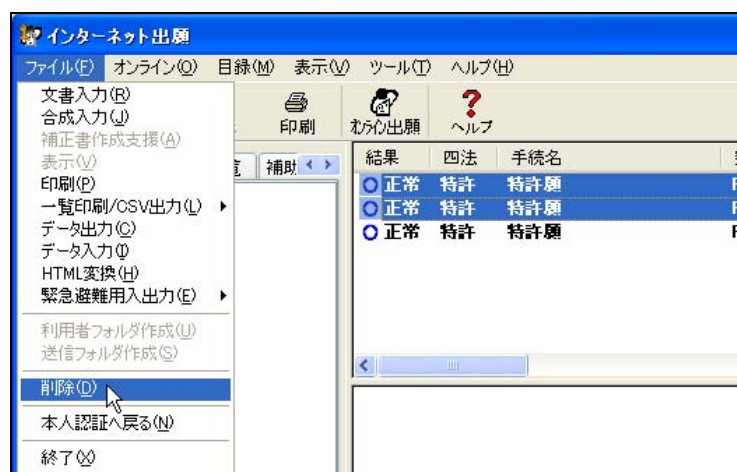 インターネット出願
ファイル(F) オンライン(O) 目録(M) 表示(V) ツール(T) ヘルプ(H)
文書入力(R)
合成入力(J)
補正書作成支援(A)
表示(V)
印刷(P)
一覧印刷/CSV出力(L)
データ出力(C)
データ入力(I)
HTML変換(H)
緊急避難用入出力(E)
利用者フォルダ作成(U)
送信フォルダ作成(S)
削除(D)
本人認証へ戻る(N)
終了(X)
印刷 オンライン出願 ヘルプ
補助
結果 四法 手続名
正常 特許 特許願
正常 特許 特許願
正常 特許 特許願